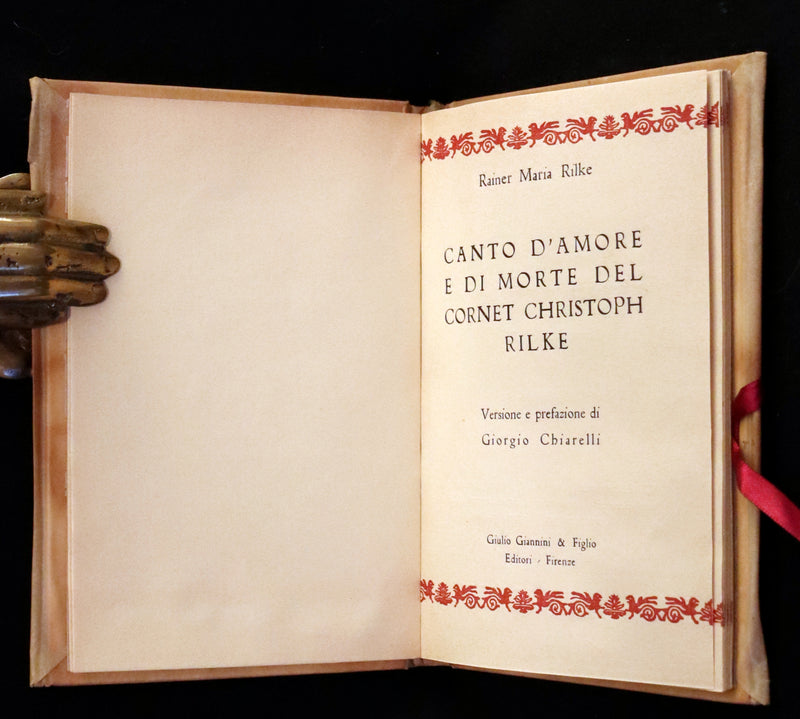 Rainer Maria Rilke
CANTO D'AMORE
E DI MORTE DEL
CORNET CHRISTOPH
RILKE
Versione e prefazione di
Giorgio Chiarelli
Giulio Giannini & Figlio
Editori - Firenze